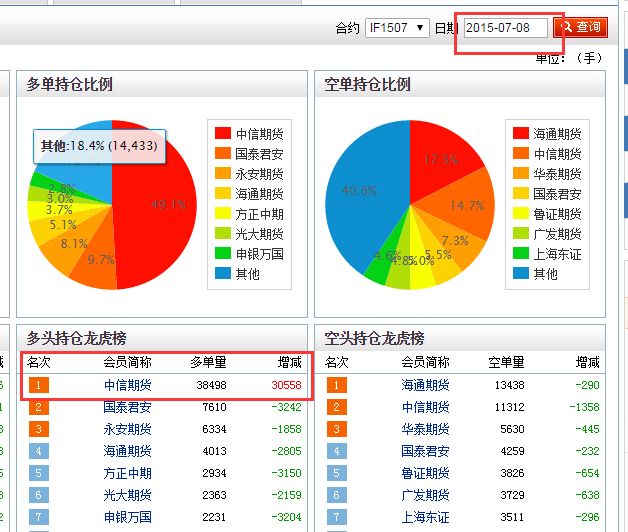 合约 IF1507 日期 2015-07-08 查询
单位：（手）
多单持仓比例 空单持仓比例
其他:18.4% (14,433)
49.1%
9.7%
8.1%
5.1%
3.7%
3.0%
2.8%
中信期货
国泰君安
永安期货
海通期货
方正中期
光大期货
申银万国
其他
17.5%
14.7%
7.3%
5.5%
5.0%
4.8%
4.6%
40.6%
海通期货
中信期货
华泰期货
国泰君安
鲁证期货
广发期货
上海东证
其他
多头持仓龙虎榜 空头持仓龙虎榜
减 名次 会员简称 多单量 增减 名次 会员简称 空单量 增减
1 中信期货 38498 30558 1 海通期货 13438 -290
2 国泰君安 7610 -3242 2 中信期货 11312 -1358
3 永安期货 6334 -1858 3 华泰期货 5630 -445
4 海通期货 4013 -2805 4 国泰君安 4259 -232
5 方正中期 2934 -3150 5 鲁证期货 3826 -654
6 光大期货 2363 -2159 6 广发期货 3729 -638
7 申银万国 2231 -3204 7 上海东证 3511 -296